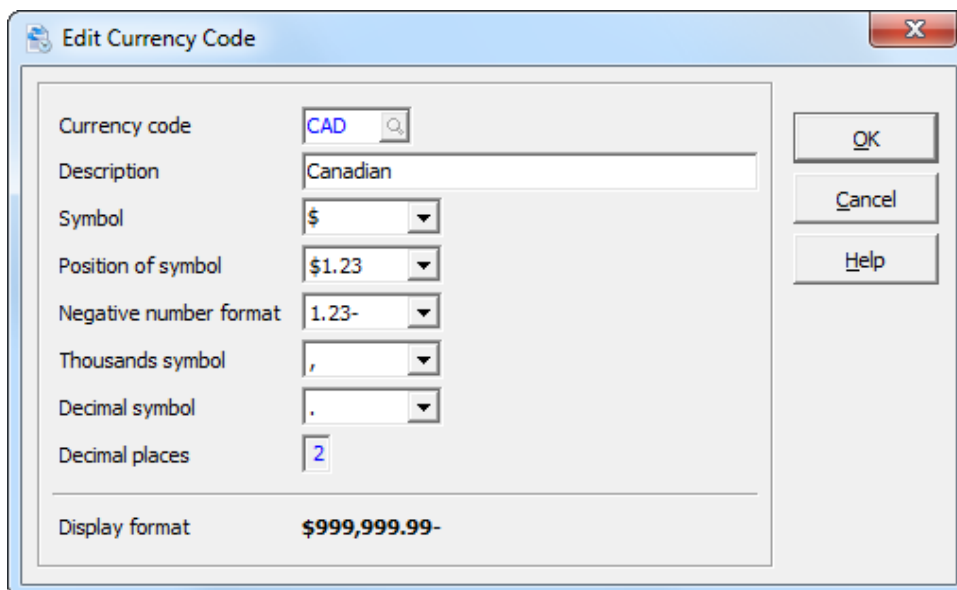 Edit Currency Code
Currency code CAD
OK
Description Canadian
Cancel
Symbol $
Position of symbol $1.23
Help
Negative number format 1.23-
Thousands symbol ,
Decimal symbol .
Decimal places 2
Display format $999,999.99-